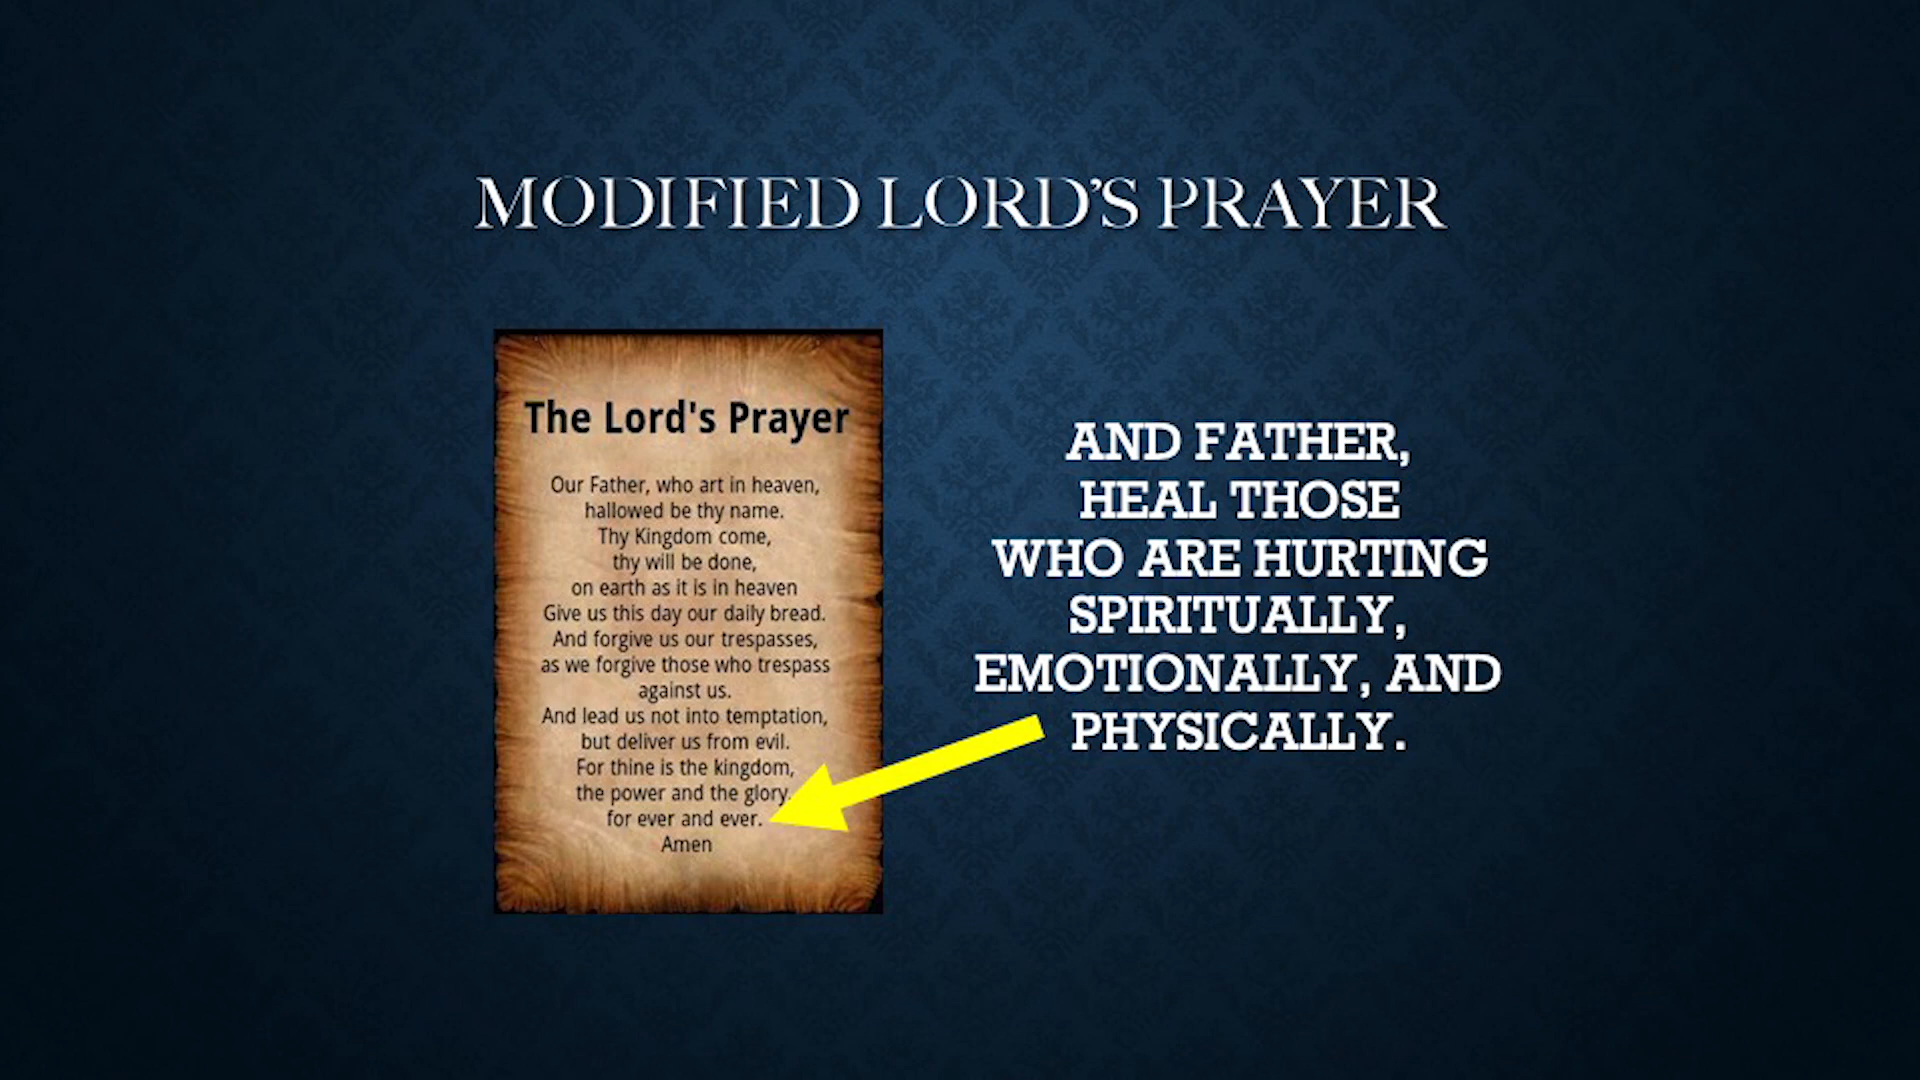 MODIFIED LORD'S PRAYER
The Lord's Prayer
Our Father, who art in heaven,
hallowed be thy name.
Thy Kingdom come,
thy will be done,
on earth as it is in heaven
Give us this day our daily bread.
And forgive us our trespasses,
as we forgive those who trespass
against us.
And lead us not into temptation,
but deliver us from evil.
For thine is the kingdom,
the power and the glory.
for ever and ever.
Amen
AND FATHER,
HEAL THOSE
WHO ARE HURTING
SPIRITUALLY,
EMOTIONALLY, AND
PHYSICALLY.